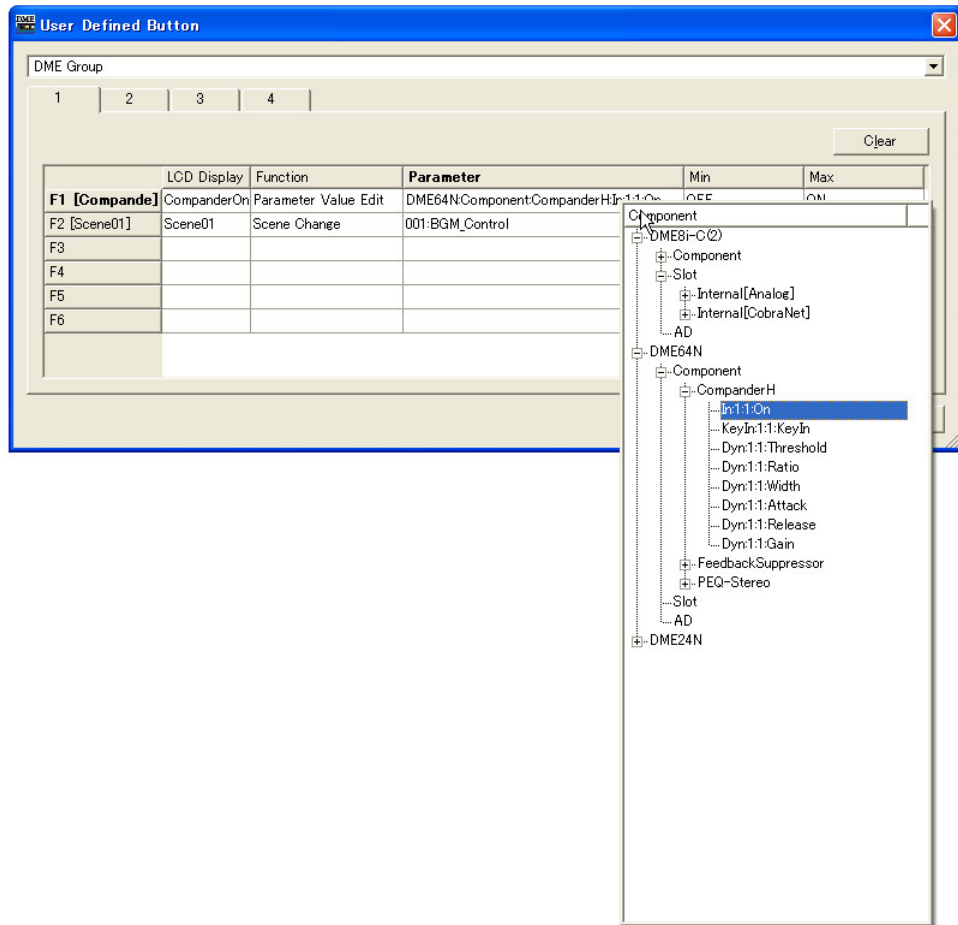 DME User Defined Button
DME Group
1 2 3 4
Clear
LCD Display Function Parameter Min Max
F1 [Compande] CompanderOn Parameter Value Edit DME64N:Component:CompanderH:In:1:1:On OFF ON
F2 [Scene01] Scene01 Scene Change 001:BGM_Control
F3
F4
F5
F6
Component
DME8i-C(2)
Component
Slot
Internal[Analog]
Internal[CobraNet]
AD
DME64N
Component
CompanderH
In:1:1:On
KeyIn:1:1:KeyIn
Dyn:1:1:Threshold
Dyn:1:1:Ratio
Dyn:1:1:Width
Dyn:1:1:Attack
Dyn:1:1:Release
Dyn:1:1:Gain
FeedbackSuppressor
PEQ-Stereo
Slot
AD
DME24N